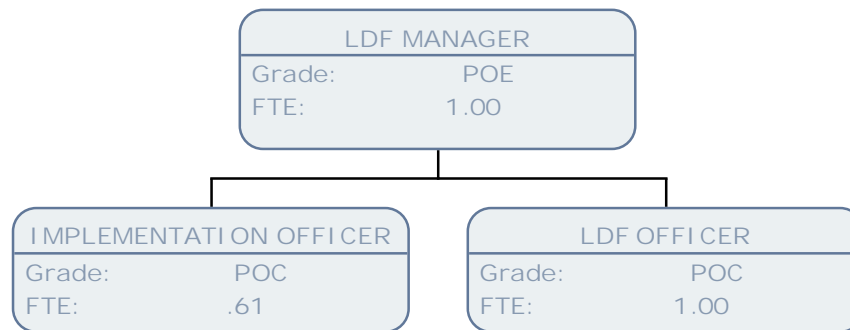 LDF MANAGER
Grade: POE
FTE: 1.00
IMPLEMENTATION OFFICER
Grade: POC
FTE: .61
LDF OFFICER
Grade: POC
FTE: 1.00